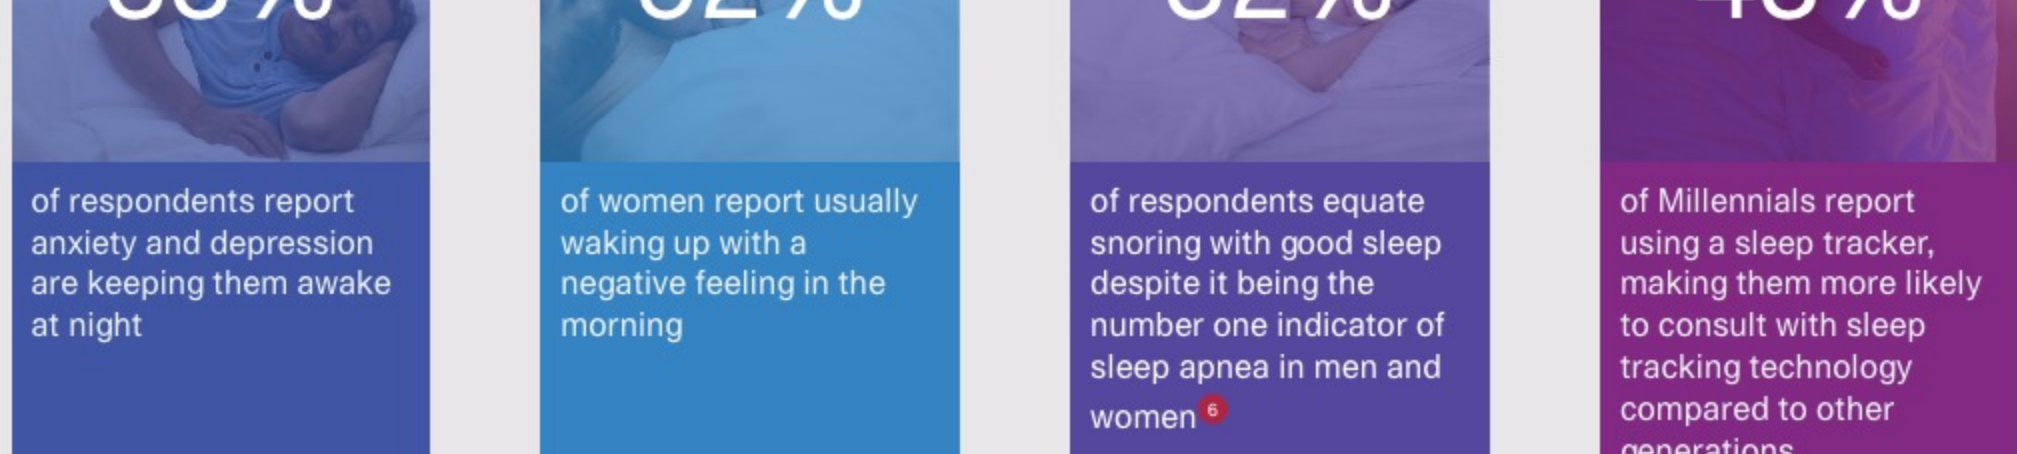 of respondents report
anxiety and depression
are keeping them awake
at night
of women report usually
waking up with a
negative feeling in the
morning
of respondents equate
snoring with good sleep
despite it being the
number one indicator of
sleep apnea in men and
women 6
of Millennials report
using a sleep tracker,
making them more likely
to consult with sleep
tracking technology
compared to other
generations